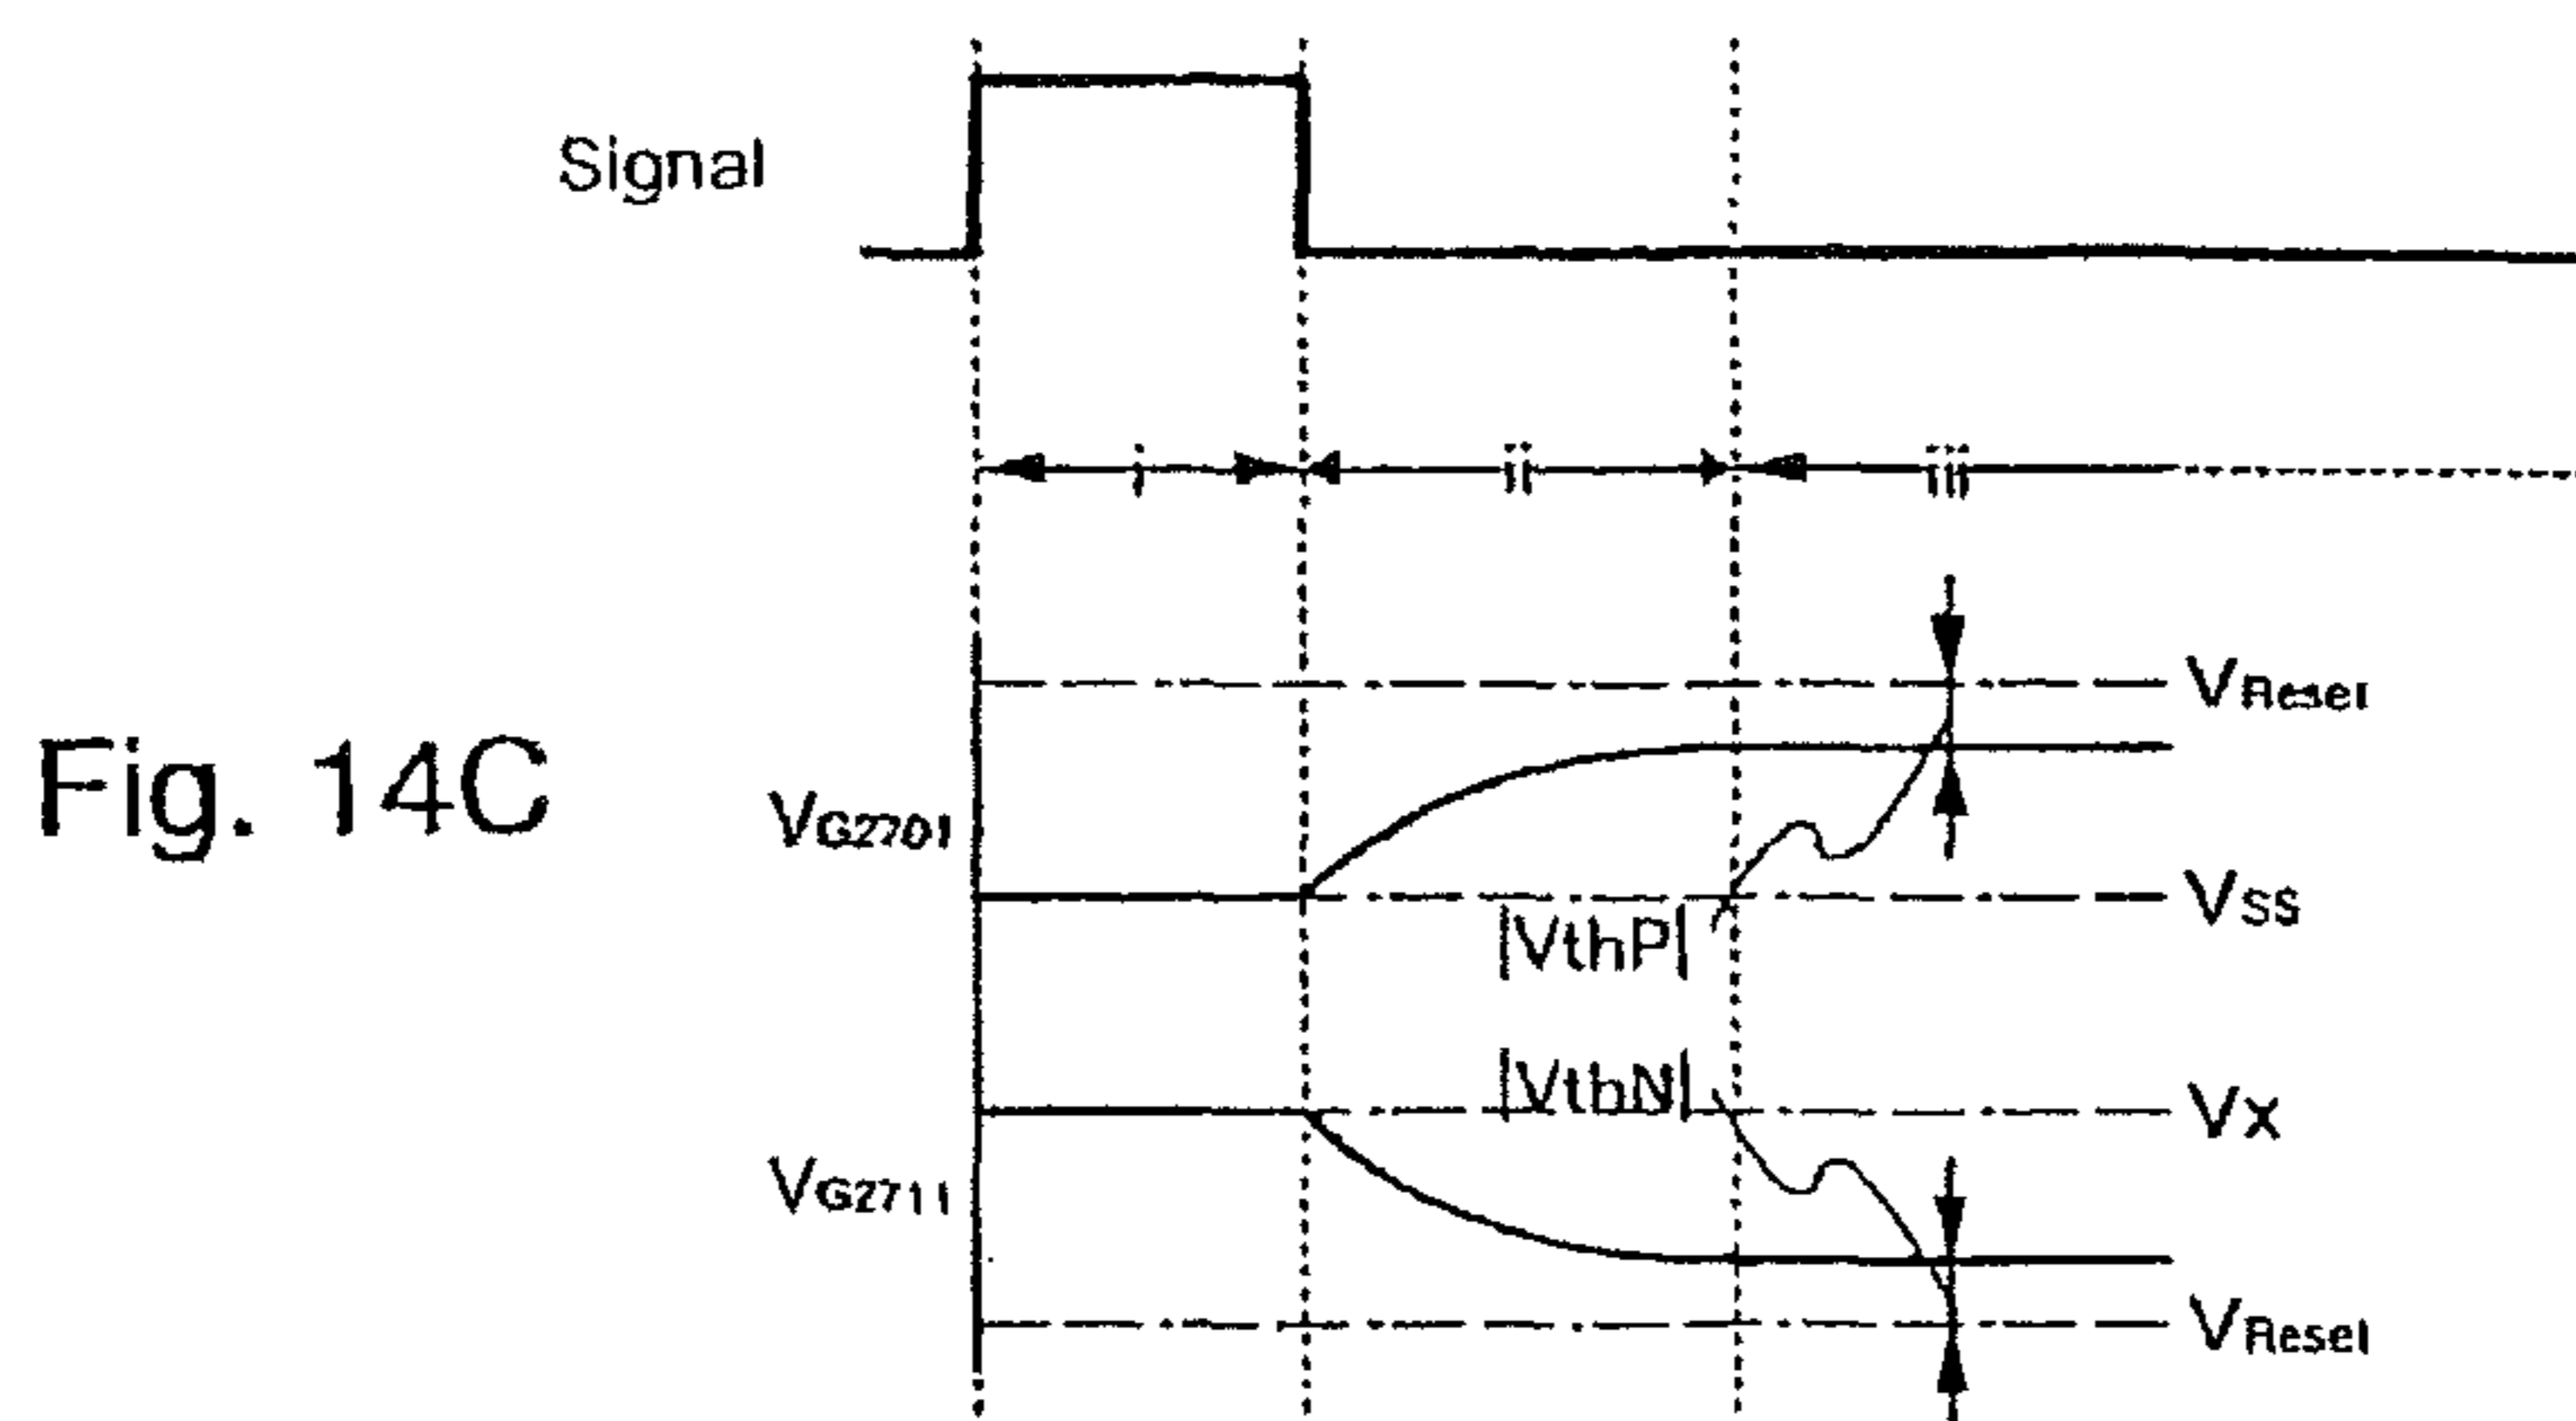 Signal
i
ii
iii
VReset
Fig. 14C
VG2701
VSS
|VthP|
|VthN|
VX
VG2711
VReset